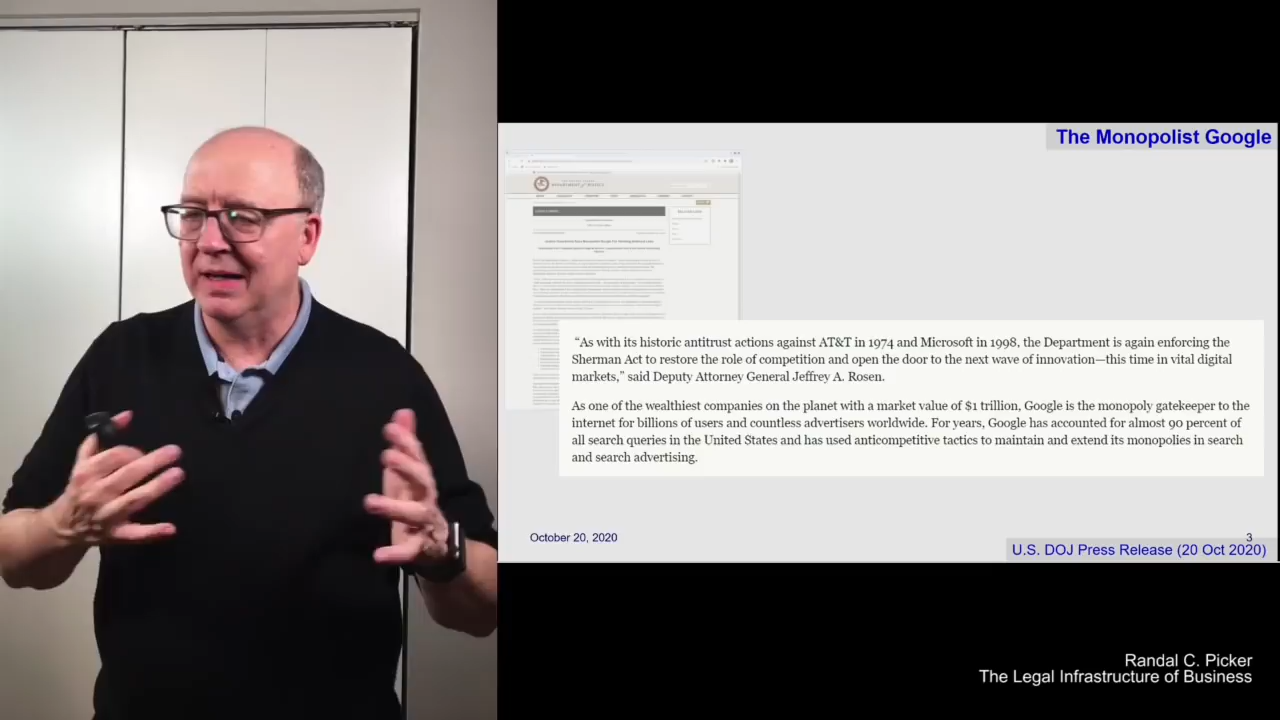 The Monopolist Google
“As with its historic antitrust actions against AT&T in 1974 and Microsoft in 1998, the Department is again enforcing the
Sherman Act to restore the role of competition and open the door to the next wave of innovation—this time in vital digital
markets,” said Deputy Attorney General Jeffrey A. Rosen.
As one of the wealthiest companies on the planet with a market value of $1 trillion, Google is the monopoly gatekeeper to the
internet for billions of users and countless advertisers worldwide. For years, Google has accounted for almost 90 percent of
all search queries in the United States and has used anticompetitive tactics to maintain and extend its monopolies in search
and search advertising.
October 20, 2020
3
U.S. DOJ Press Release (20 Oct 2020)
Randal C. Picker
The Legal Infrastructure of Business